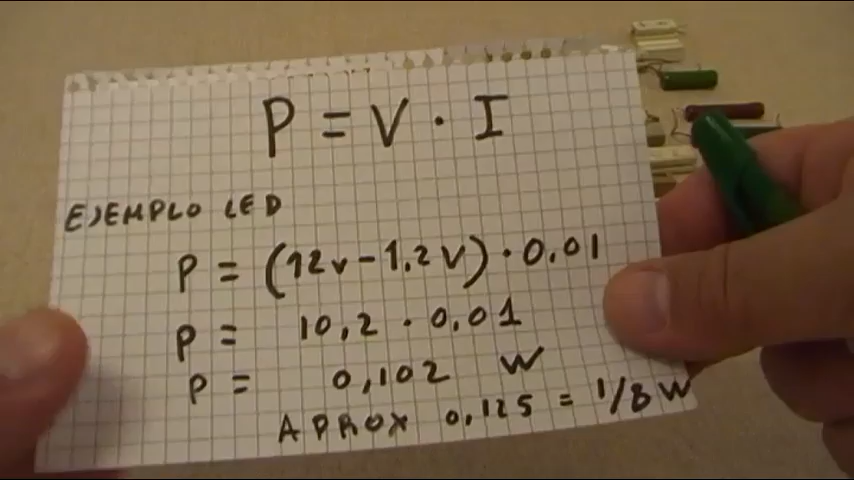 P = V · I
EJEMPLO LED
P = (12v - 1.2V) · 0.01
P = 10,2 · 0,01
P = 0,102 W
APROX 0,125 = 1/8 W